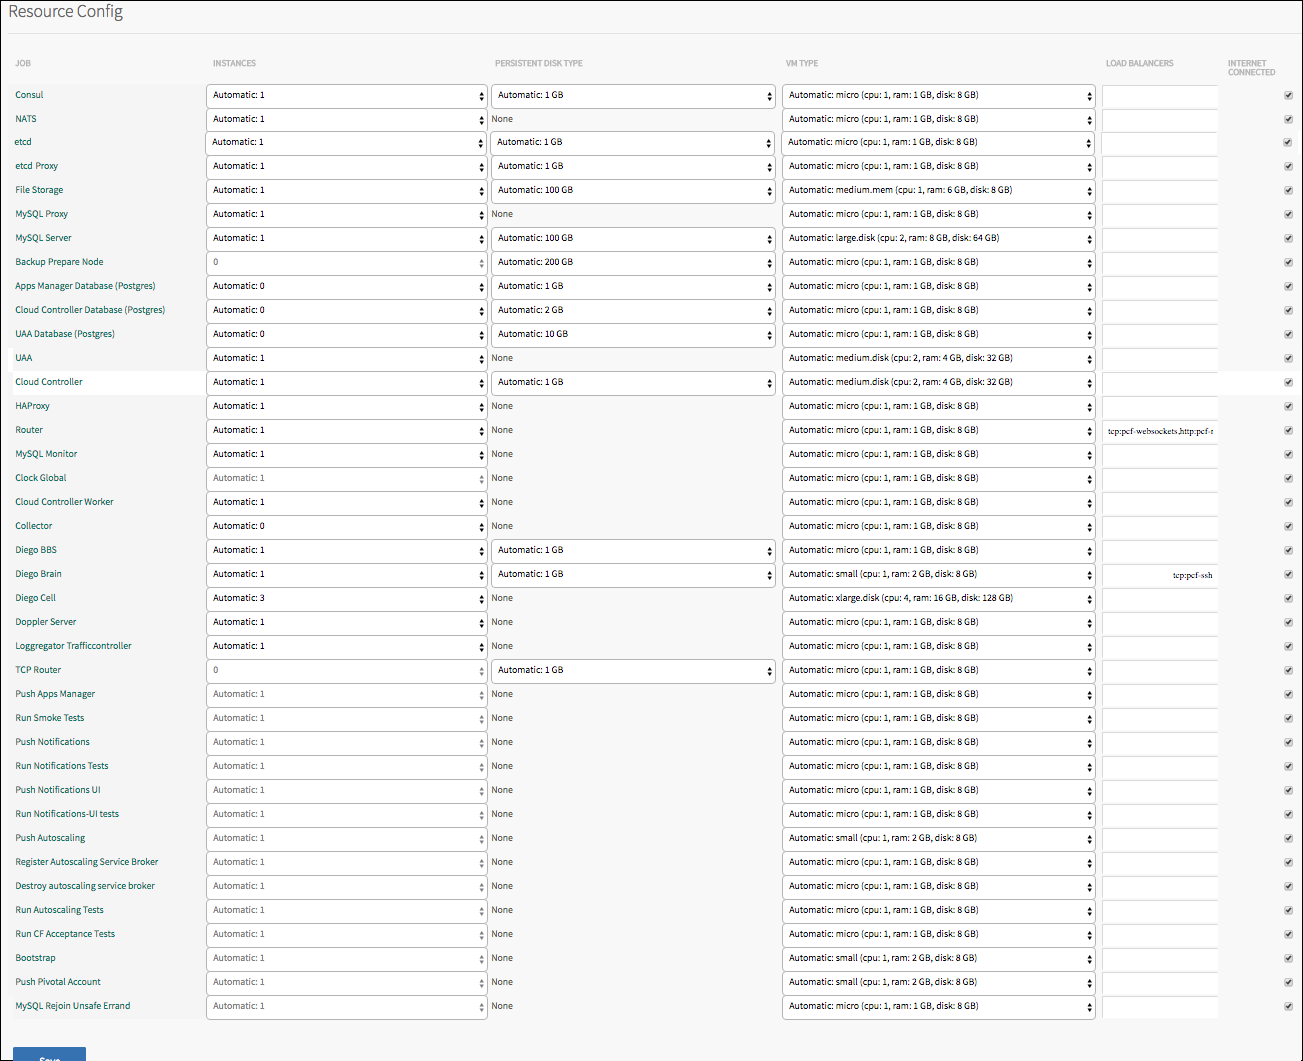 Resource Config
JOB INSTANCES PERSISTENT DISK TYPE VM TYPE LOAD BALANCERS INTERNET CONNECTED
Consul Automatic: 1 Automatic: 1 GB Automatic: micro (cpu: 1, ram: 1 GB, disk: 8 GB)
NATS Automatic: 1 None Automatic: micro (cpu: 1, ram: 1 GB, disk: 8 GB)
etcd Automatic: 1 Automatic: 1 GB Automatic: micro (cpu: 1, ram: 1 GB, disk: 8 GB)
etcd Proxy Automatic: 1 Automatic: 1 GB Automatic: micro (cpu: 1, ram: 1 GB, disk: 8 GB)
File Storage Automatic: 1 Automatic: 100 GB Automatic: medium.mem (cpu: 1, ram: 6 GB, disk: 8 GB)
MySQL Proxy Automatic: 1 None Automatic: micro (cpu: 1, ram: 1 GB, disk: 8 GB)
MySQL Server Automatic: 1 Automatic: 100 GB Automatic: large.disk (cpu: 2, ram: 8 GB, disk: 64 GB)
Backup Prepare Node 0 Automatic: 200 GB Automatic: micro (cpu: 1, ram: 1 GB, disk: 8 GB)
Apps Manager Database (Postgres) Automatic: 0 Automatic: 1 GB Automatic: micro (cpu: 1, ram: 1 GB, disk: 8 GB)
Cloud Controller Database (Postgres) Automatic: 0 Automatic: 2 GB Automatic: micro (cpu: 1, ram: 1 GB, disk: 8 GB)
UAA Database (Postgres) Automatic: 0 Automatic: 10 GB Automatic: micro (cpu: 1, ram: 1 GB, disk: 8 GB)
UAA Automatic: 1 None Automatic: medium.disk (cpu: 2, ram: 4 GB, disk: 32 GB)
Cloud Controller Automatic: 1 Automatic: 1 GB Automatic: medium.disk (cpu: 2, ram: 4 GB, disk: 32 GB)
HAProxy Automatic: 1 None Automatic: micro (cpu: 1, ram: 1 GB, disk: 8 GB)
Router Automatic: 1 None Automatic: micro (cpu: 1, ram: 1 GB, disk: 8 GB) tcp:pcf-websockets,http:pcf-r
MySQL Monitor Automatic: 1 None Automatic: micro (cpu: 1, ram: 1 GB, disk: 8 GB)
Clock Global Automatic: 1 None Automatic: micro (cpu: 1, ram: 1 GB, disk: 8 GB)
Cloud Controller Worker Automatic: 1 None Automatic: micro (cpu: 1, ram: 1 GB, disk: 8 GB)
Collector Automatic: 0 None Automatic: micro (cpu: 1, ram: 1 GB, disk: 8 GB)
Diego BBS Automatic: 1 Automatic: 1 GB Automatic: micro (cpu: 1, ram: 1 GB, disk: 8 GB)
Diego Brain Automatic: 1 Automatic: 1 GB Automatic: small (cpu: 1, ram: 2 GB, disk: 8 GB) tcp:pcf-ssh
Diego Cell Automatic: 3 None Automatic: xlarge.disk (cpu: 4, ram: 16 GB, disk: 128 GB)
Doppler Server Automatic: 1 None Automatic: micro (cpu: 1, ram: 1 GB, disk: 8 GB)
Loggregator Trafficcontroller Automatic: 1 None Automatic: micro (cpu: 1, ram: 1 GB, disk: 8 GB)
TCP Router 0 Automatic: 1 GB Automatic: micro (cpu: 1, ram: 1 GB, disk: 8 GB)
Push Apps Manager Automatic: 1 None Automatic: micro (cpu: 1, ram: 1 GB, disk: 8 GB)
Run Smoke Tests Automatic: 1 None Automatic: micro (cpu: 1, ram: 1 GB, disk: 8 GB)
Push Notifications Automatic: 1 None Automatic: micro (cpu: 1, ram: 1 GB, disk: 8 GB)
Run Notifications Tests Automatic: 1 None Automatic: micro (cpu: 1, ram: 1 GB, disk: 8 GB)
Push Notifications UI Automatic: 1 None Automatic: micro (cpu: 1, ram: 1 GB, disk: 8 GB)
Run Notifications-UI tests Automatic: 1 None Automatic: micro (cpu: 1, ram: 1 GB, disk: 8 GB)
Push Autoscaling Automatic: 1 None Automatic: small (cpu: 1, ram: 2 GB, disk: 8 GB)
Register Autoscaling Service Broker Automatic: 1 None Automatic: micro (cpu: 1, ram: 1 GB, disk: 8 GB)
Destroy autoscaling service broker Automatic: 1 None Automatic: micro (cpu: 1, ram: 1 GB, disk: 8 GB)
Run Autoscaling Tests Automatic: 1 None Automatic: micro (cpu: 1, ram: 1 GB, disk: 8 GB)
Run CF Acceptance Tests Automatic: 1 None Automatic: micro (cpu: 1, ram: 1 GB, disk: 8 GB)
Bootstrap Automatic: 1 None Automatic: small (cpu: 1, ram: 2 GB, disk: 8 GB)
Push Pivotal Account Automatic: 1 None Automatic: small (cpu: 1, ram: 2 GB, disk: 8 GB)
MySQL Rejoin Unsafe Errand Automatic: 1 None Automatic: micro (cpu: 1, ram: 1 GB, disk: 8 GB)
Save